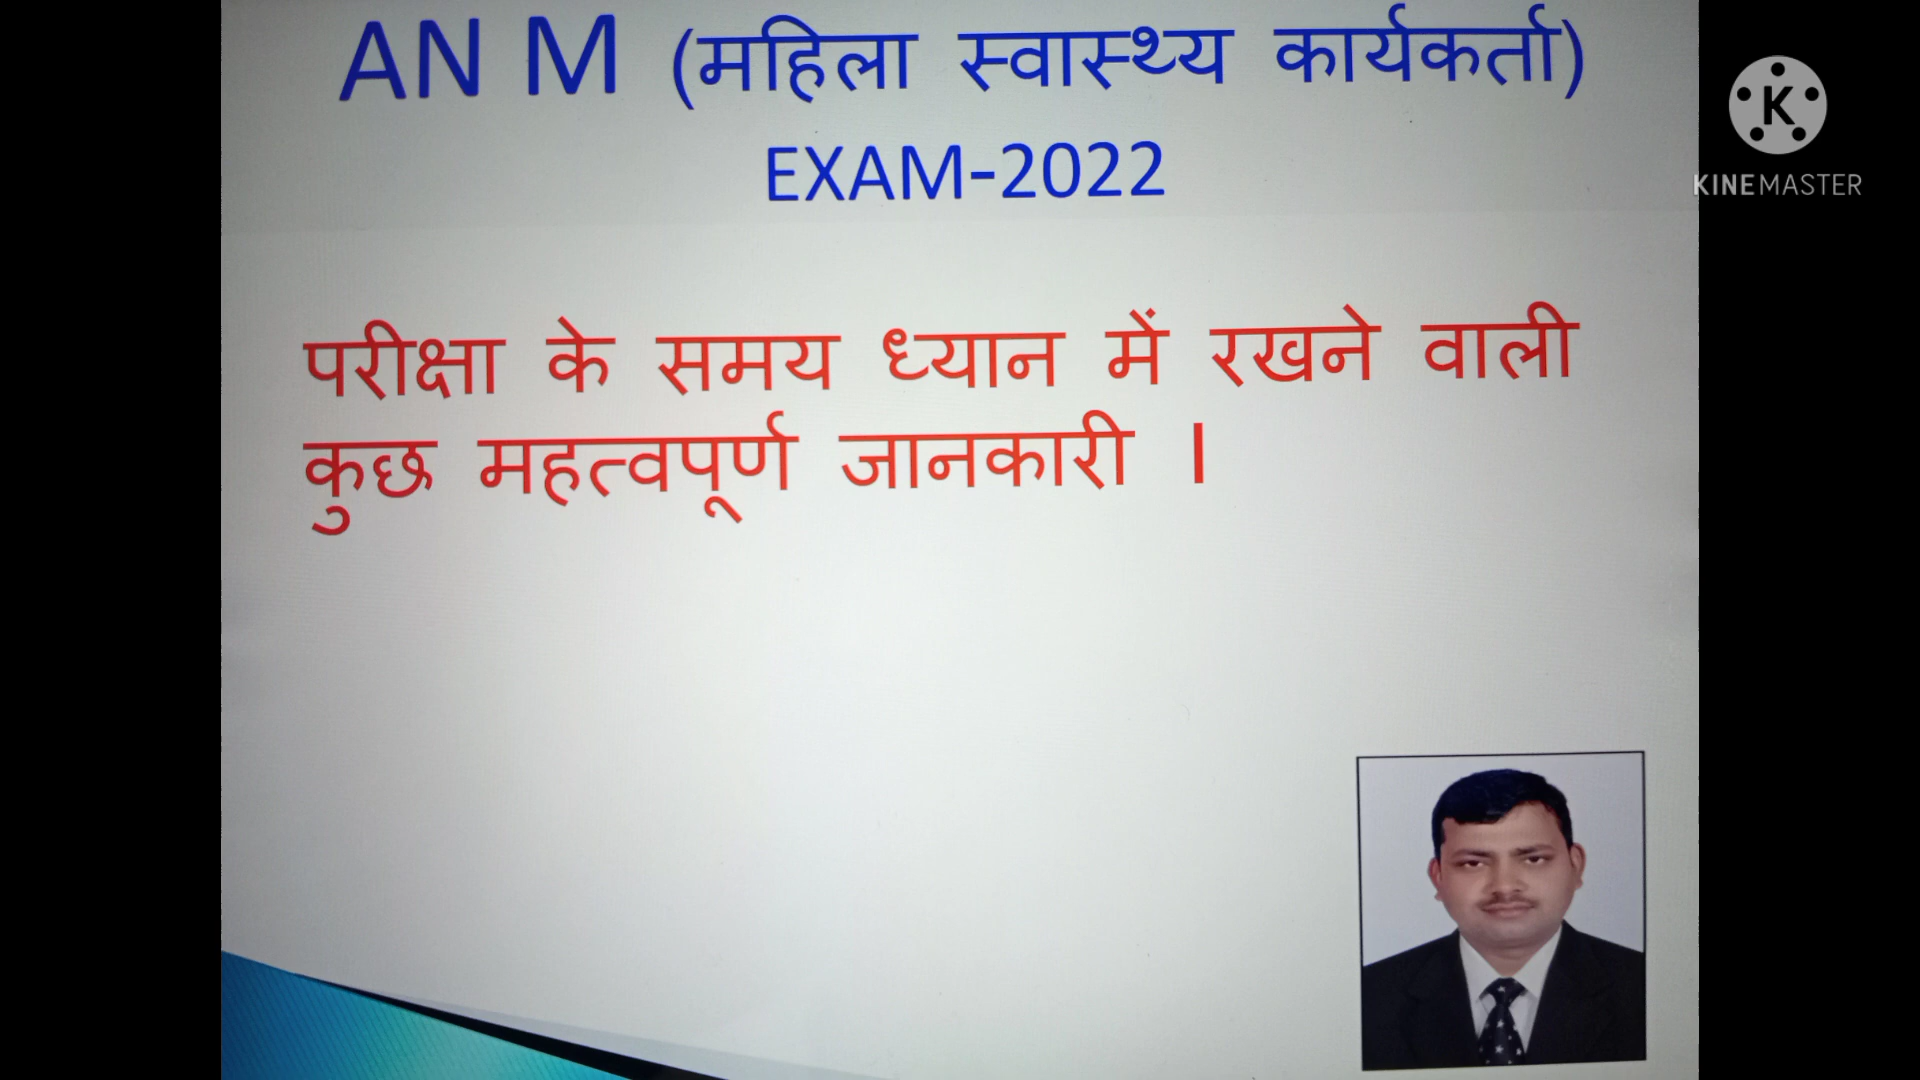 AN M (महिला स्वास्थ्य कार्यकर्ता)
EXAM-2022
परीक्षा के समय ध्यान में रखने वाली
कुछ महत्वपूर्ण जानकारी ।
K
KINEMASTER